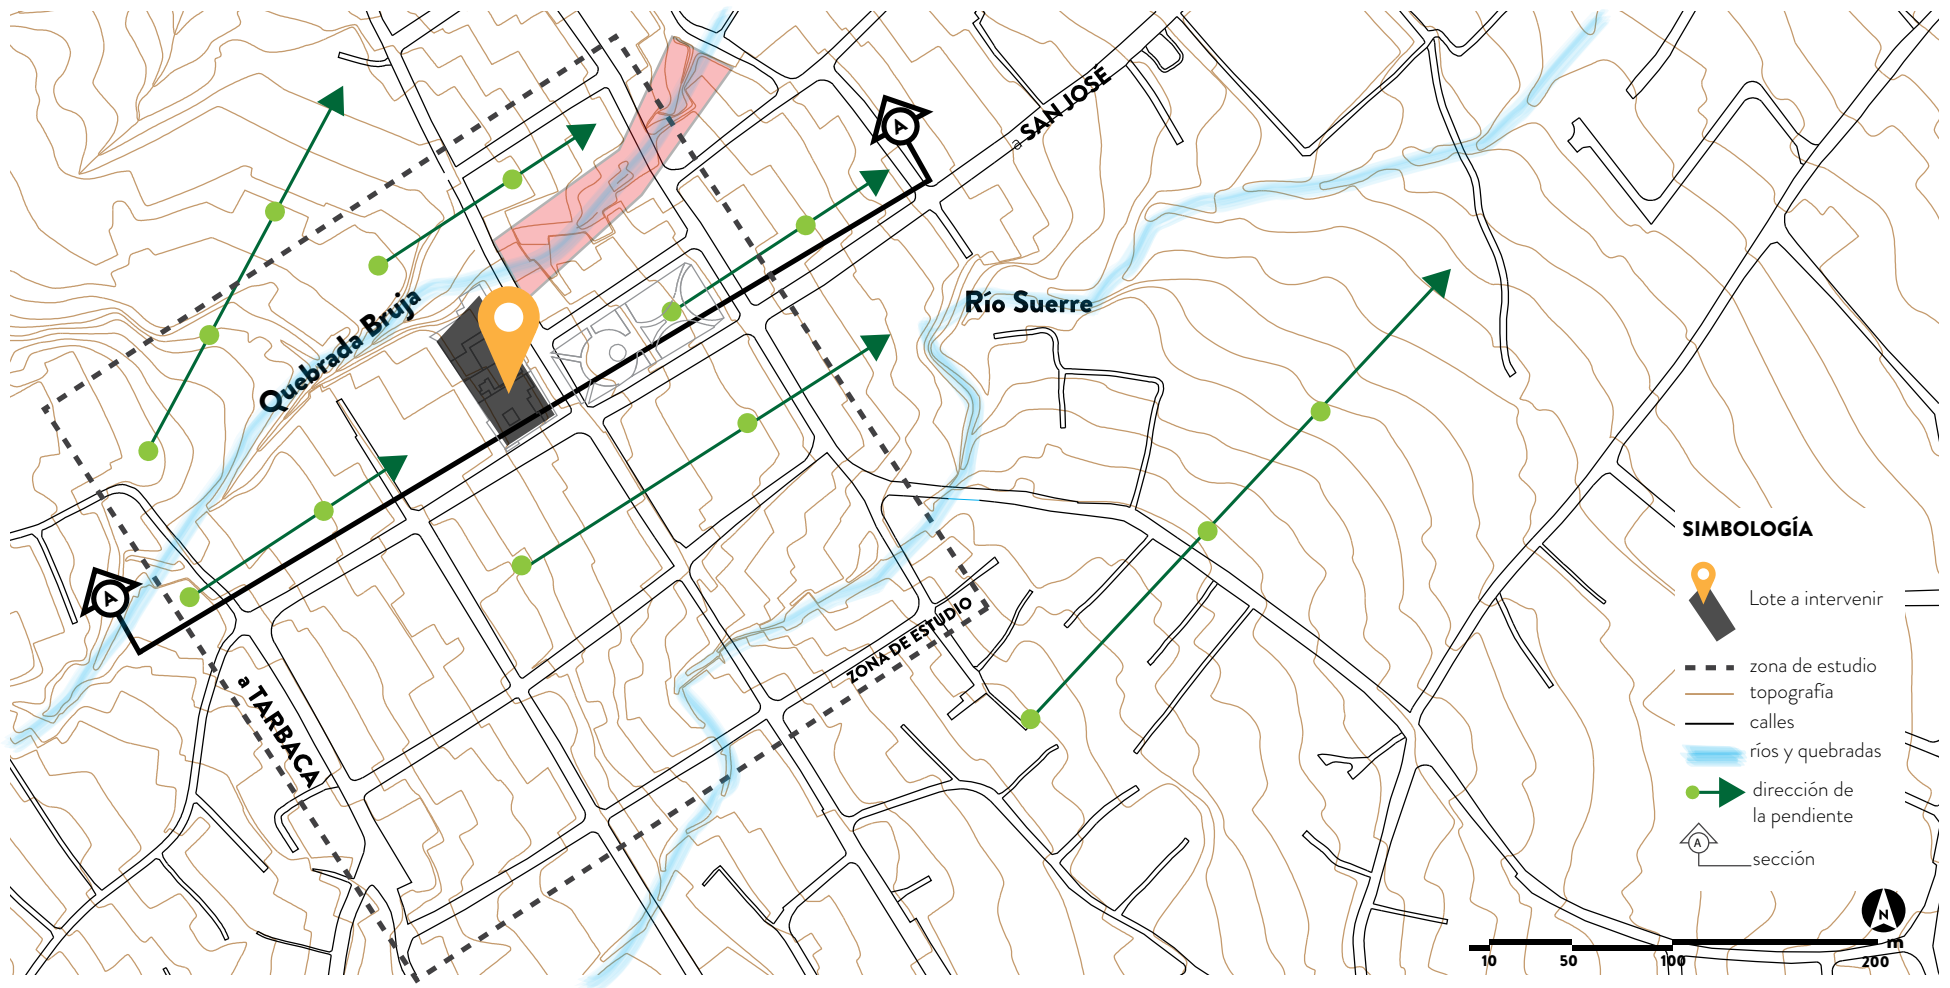 A
a SAN JOSÉ
Río Suerre
Quebrada Bruja
A
ZONA DE ESTUDIO
a TARBACA
SIMBOLOGÍA
Lote a intervenir
zona de estudio
topografía
calles
ríos y quebradas
dirección de
la pendiente
A
sección
N
m
10 50 100 200